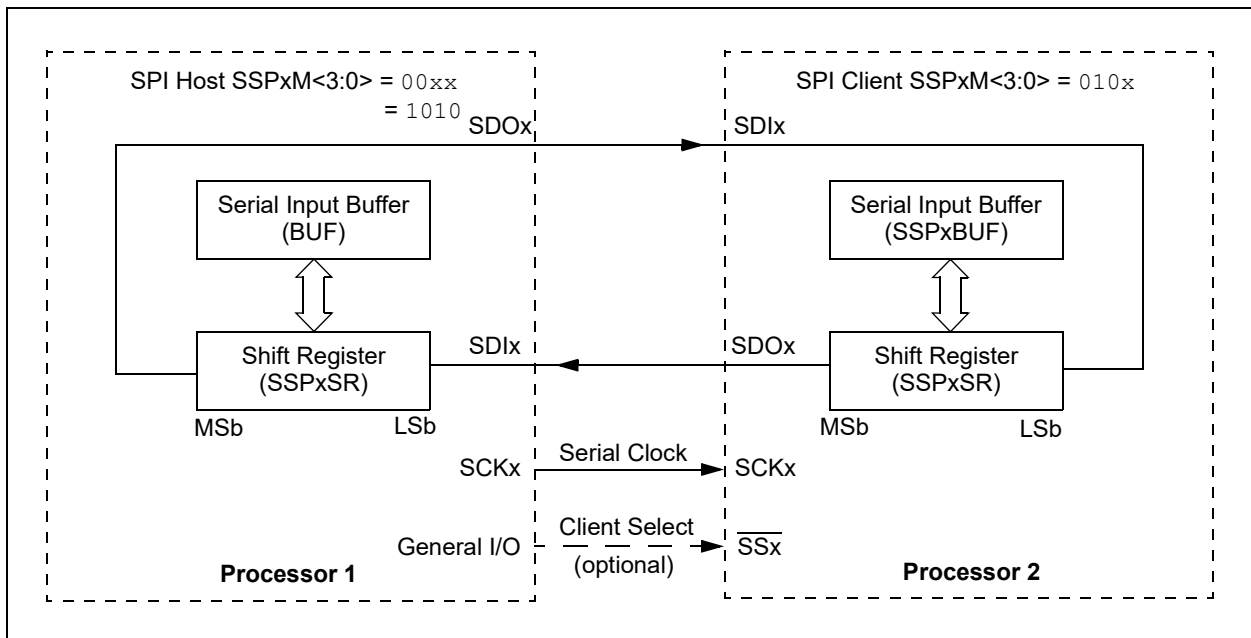 SPI Host SSPxM<3:0> = 00xx
= 1010
SDOx
Serial Input Buffer
(BUF)
Shift Register
(SSPxSR)
MSb
LSb
SDIx
SCKx
General I/O
Processor 1
Serial Clock
Client Select
(optional)
SPI Client SSPxM<3:0> = 010x
SDIx
Serial Input Buffer
(SSPxBUF)
SDOx
Shift Register
(SSPxSR)
MSb
LSb
SCKx
SSx
Processor 2